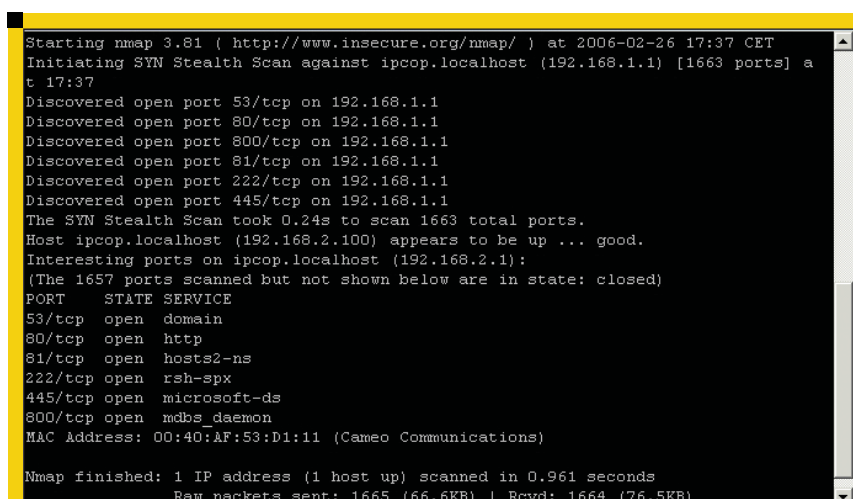 Starting nmap 3.81 ( http://www.insecure.org/nmap/ ) at 2006-02-26 17:37 CET
Initiating SYN Stealth Scan against ipcop.localhost (192.168.1.1) [1663 ports] a
t 17:37
Discovered open port 53/tcp on 192.168.1.1
Discovered open port 80/tcp on 192.168.1.1
Discovered open port 800/tcp on 192.168.1.1
Discovered open port 81/tcp on 192.168.1.1
Discovered open port 222/tcp on 192.168.1.1
Discovered open port 445/tcp on 192.168.1.1
The SYN Stealth Scan took 0.24s to scan 1663 total ports.
Host ipcop.localhost (192.168.2.100) appears to be up ... good.
Interesting ports on ipcop.localhost (192.168.2.1):
(The 1657 ports scanned but not shown below are in state: closed)
PORT    STATE SERVICE
53/tcp  open  domain
80/tcp  open  http
81/tcp  open  hosts2-ns
222/tcp open  rsh-spx
445/tcp open  microsoft-ds
800/tcp open  mdbs_daemon
MAC Address: 00:40:AF:53:D1:11 (Cameo Communications)
Nmap finished: 1 IP address (1 host up) scanned in 0.961 seconds
Raw packets sent: 1665 (66.6KB) | Rcvd: 1664 (76.5KB)